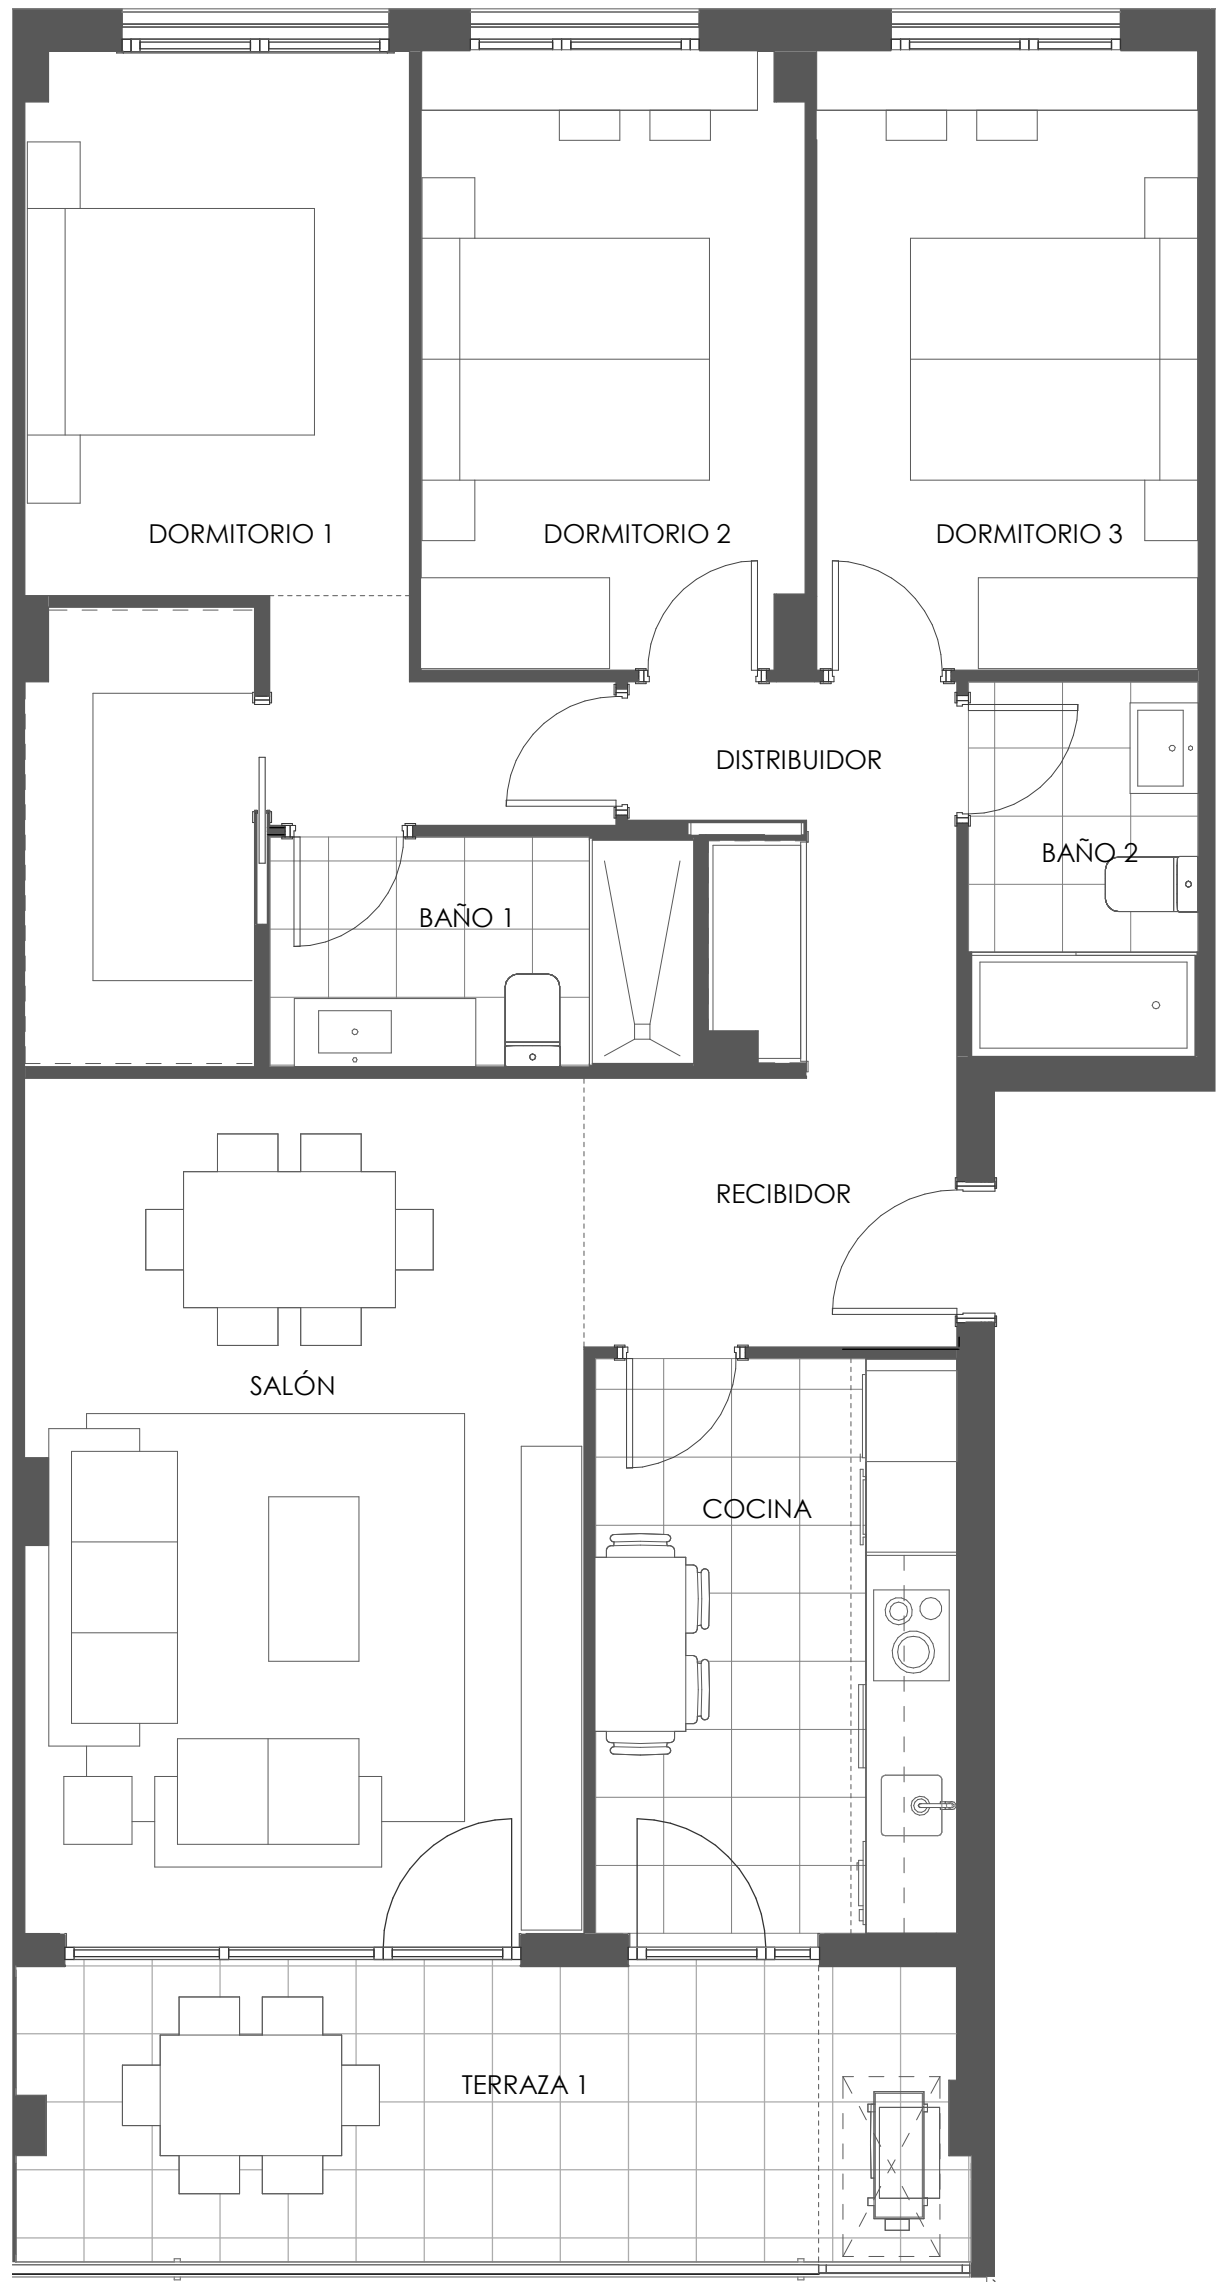 DORMITORIO 1
DORMITORIO 2
DORMITORIO 3
DISTRIBUIDOR
BAÑO 2
BAÑO 1
RECIBIDOR
SALÓN
COCINA
TERRAZA 1